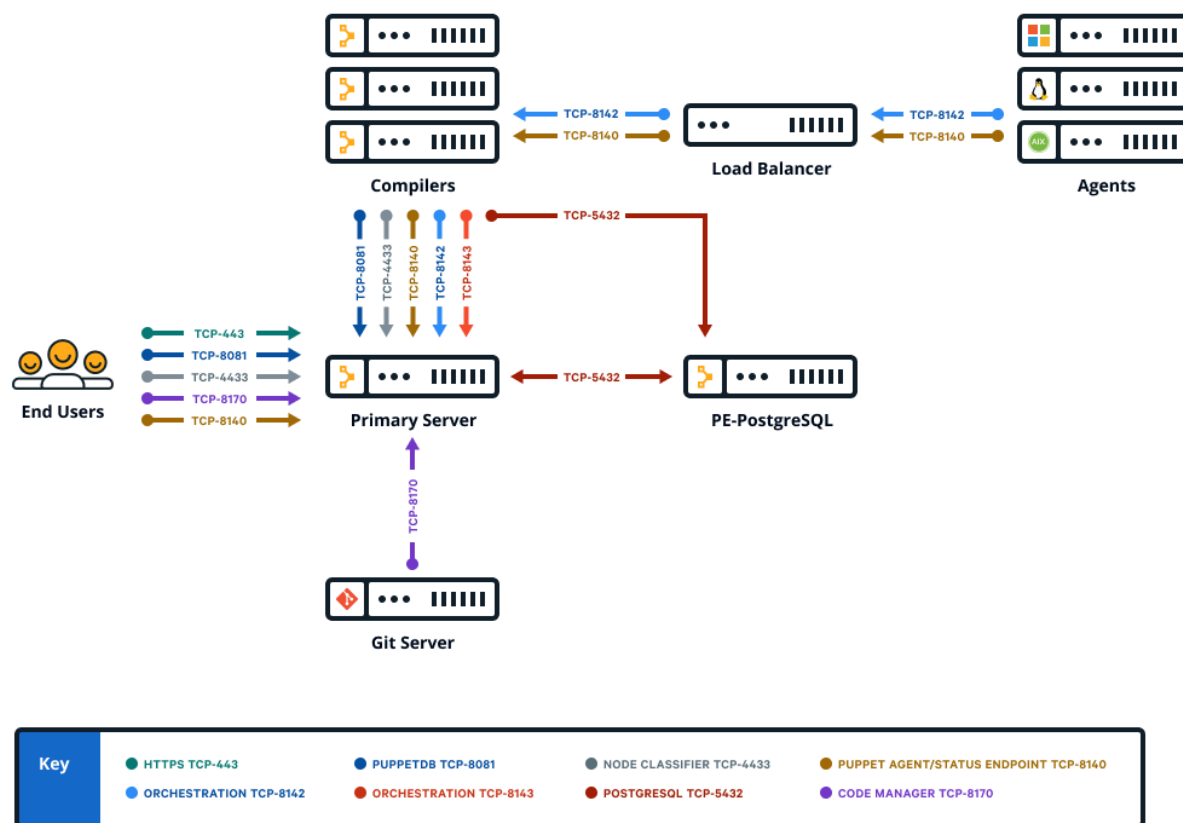 TCP-8142
TCP-8140
TCP-8142
TCP-8140
AIX
Compilers
Load Balancer
Agents
TCP-5432
TCP-8081
TCP-4433
TCP-8140
TCP-8142
TCP-8143
TCP-443
TCP-8081
TCP-4433
TCP-8170
TCP-8140
End Users
TCP-5432
Primary Server
PE-PostgreSQL
TCP-8170
Git Server
Key
HTTPS TCP-443
PUPPETDB TCP-8081
NODE CLASSIFIER TCP-4433
PUPPET AGENT/STATUS ENDPOINT TCP-8140
ORCHESTRATION TCP-8142
ORCHESTRATION TCP-8143
POSTGRESQL TCP-5432
CODE MANAGER TCP-8170